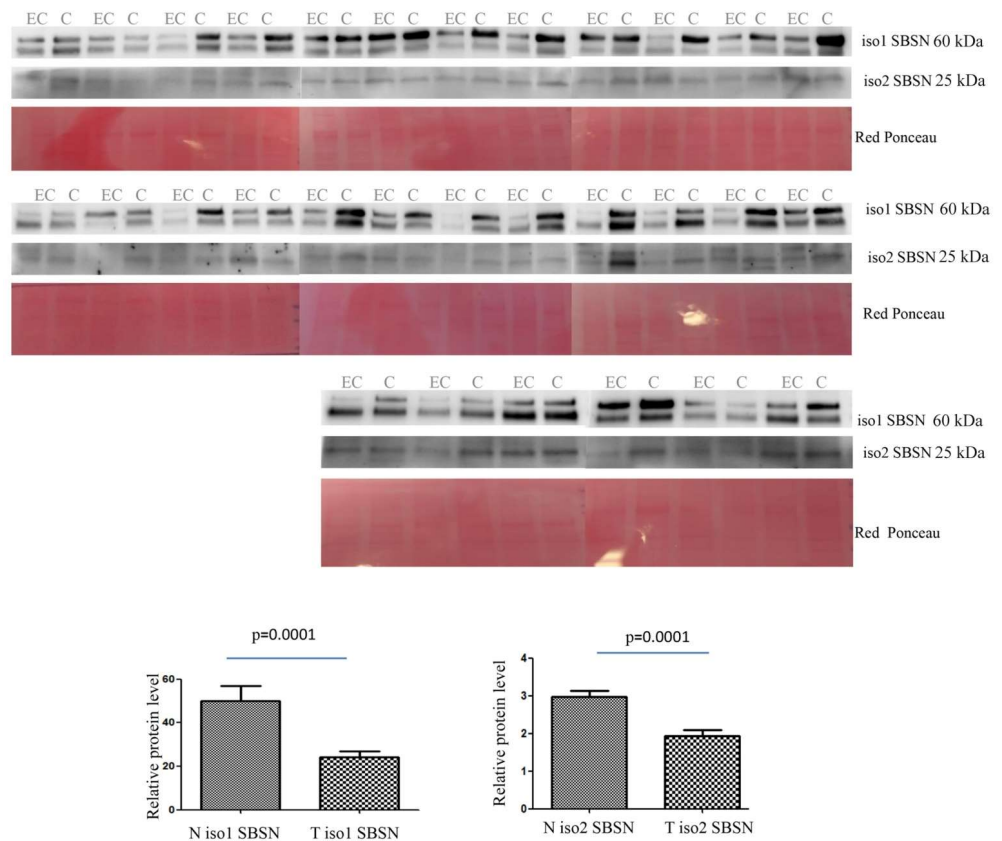 EC C EC C EC C EC C EC C EC C EC C EC C EC C EC C EC C EC C
iso1 SBSN 60 kDa
iso2 SBSN 25 kDa
Red Ponceau
EC C EC C EC C EC C EC C EC C EC C EC C EC C EC C EC C EC C
iso1 SBSN 60 kDa
iso2 SBSN 25 kDa
Red Ponceau
EC C EC C EC C EC C EC C EC C
iso1 SBSN 60 kDa
iso2 SBSN 25 kDa
Red Ponceau
p=0.0001
Relative protein level
60
40
20
0
N iso1 SBSN T iso1 SBSN
p=0.0001
Relative protein level
4
3
2
1
0
N iso2 SBSN T iso2 SBSN